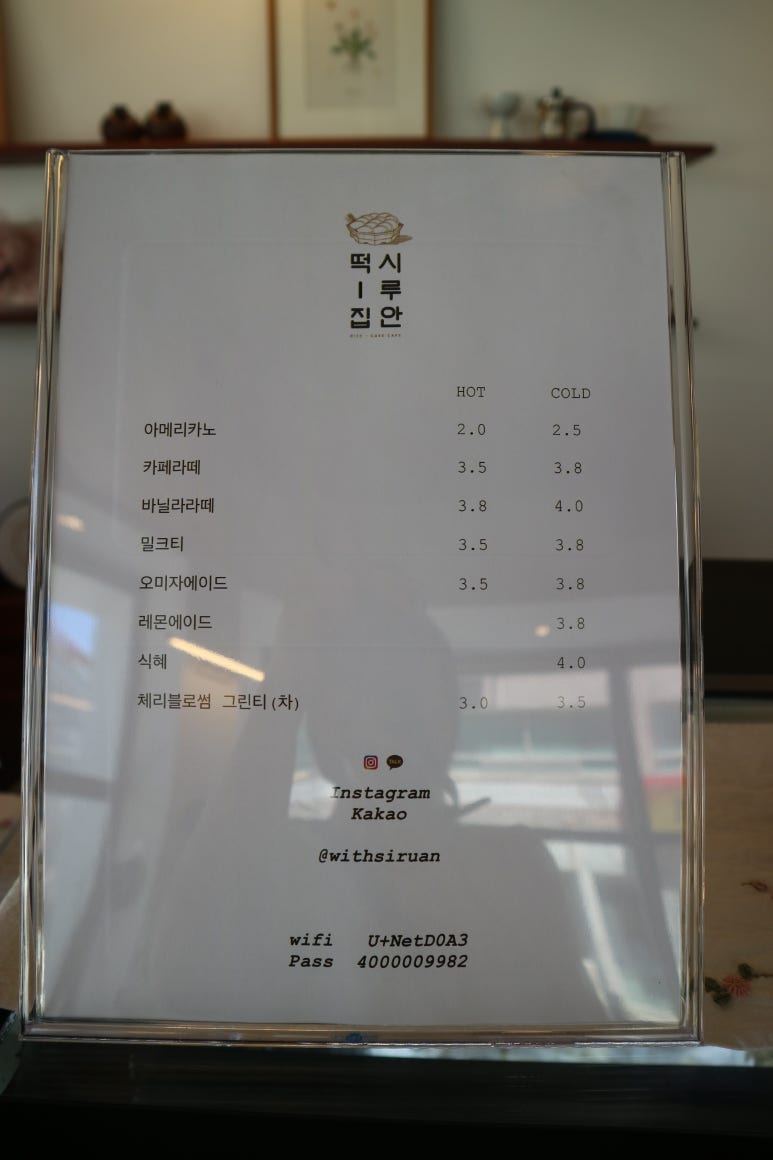 떡 시
ㅣ 루
집 안
HOT COLD
아메리카노 2.0 2.5
카페라떼 3.5 3.8
바닐라라떼 3.8 4.0
밀크티 3.5 3.8
오미자에이드 3.5 3.8
레몬에이드 3.8
식혜 4.0
체리블로썸 그린티(차) 3.0 3.5
TALK
Instagram
Kakao
@withsiruan
wifi U+NetD0A3
Pass 4000009982